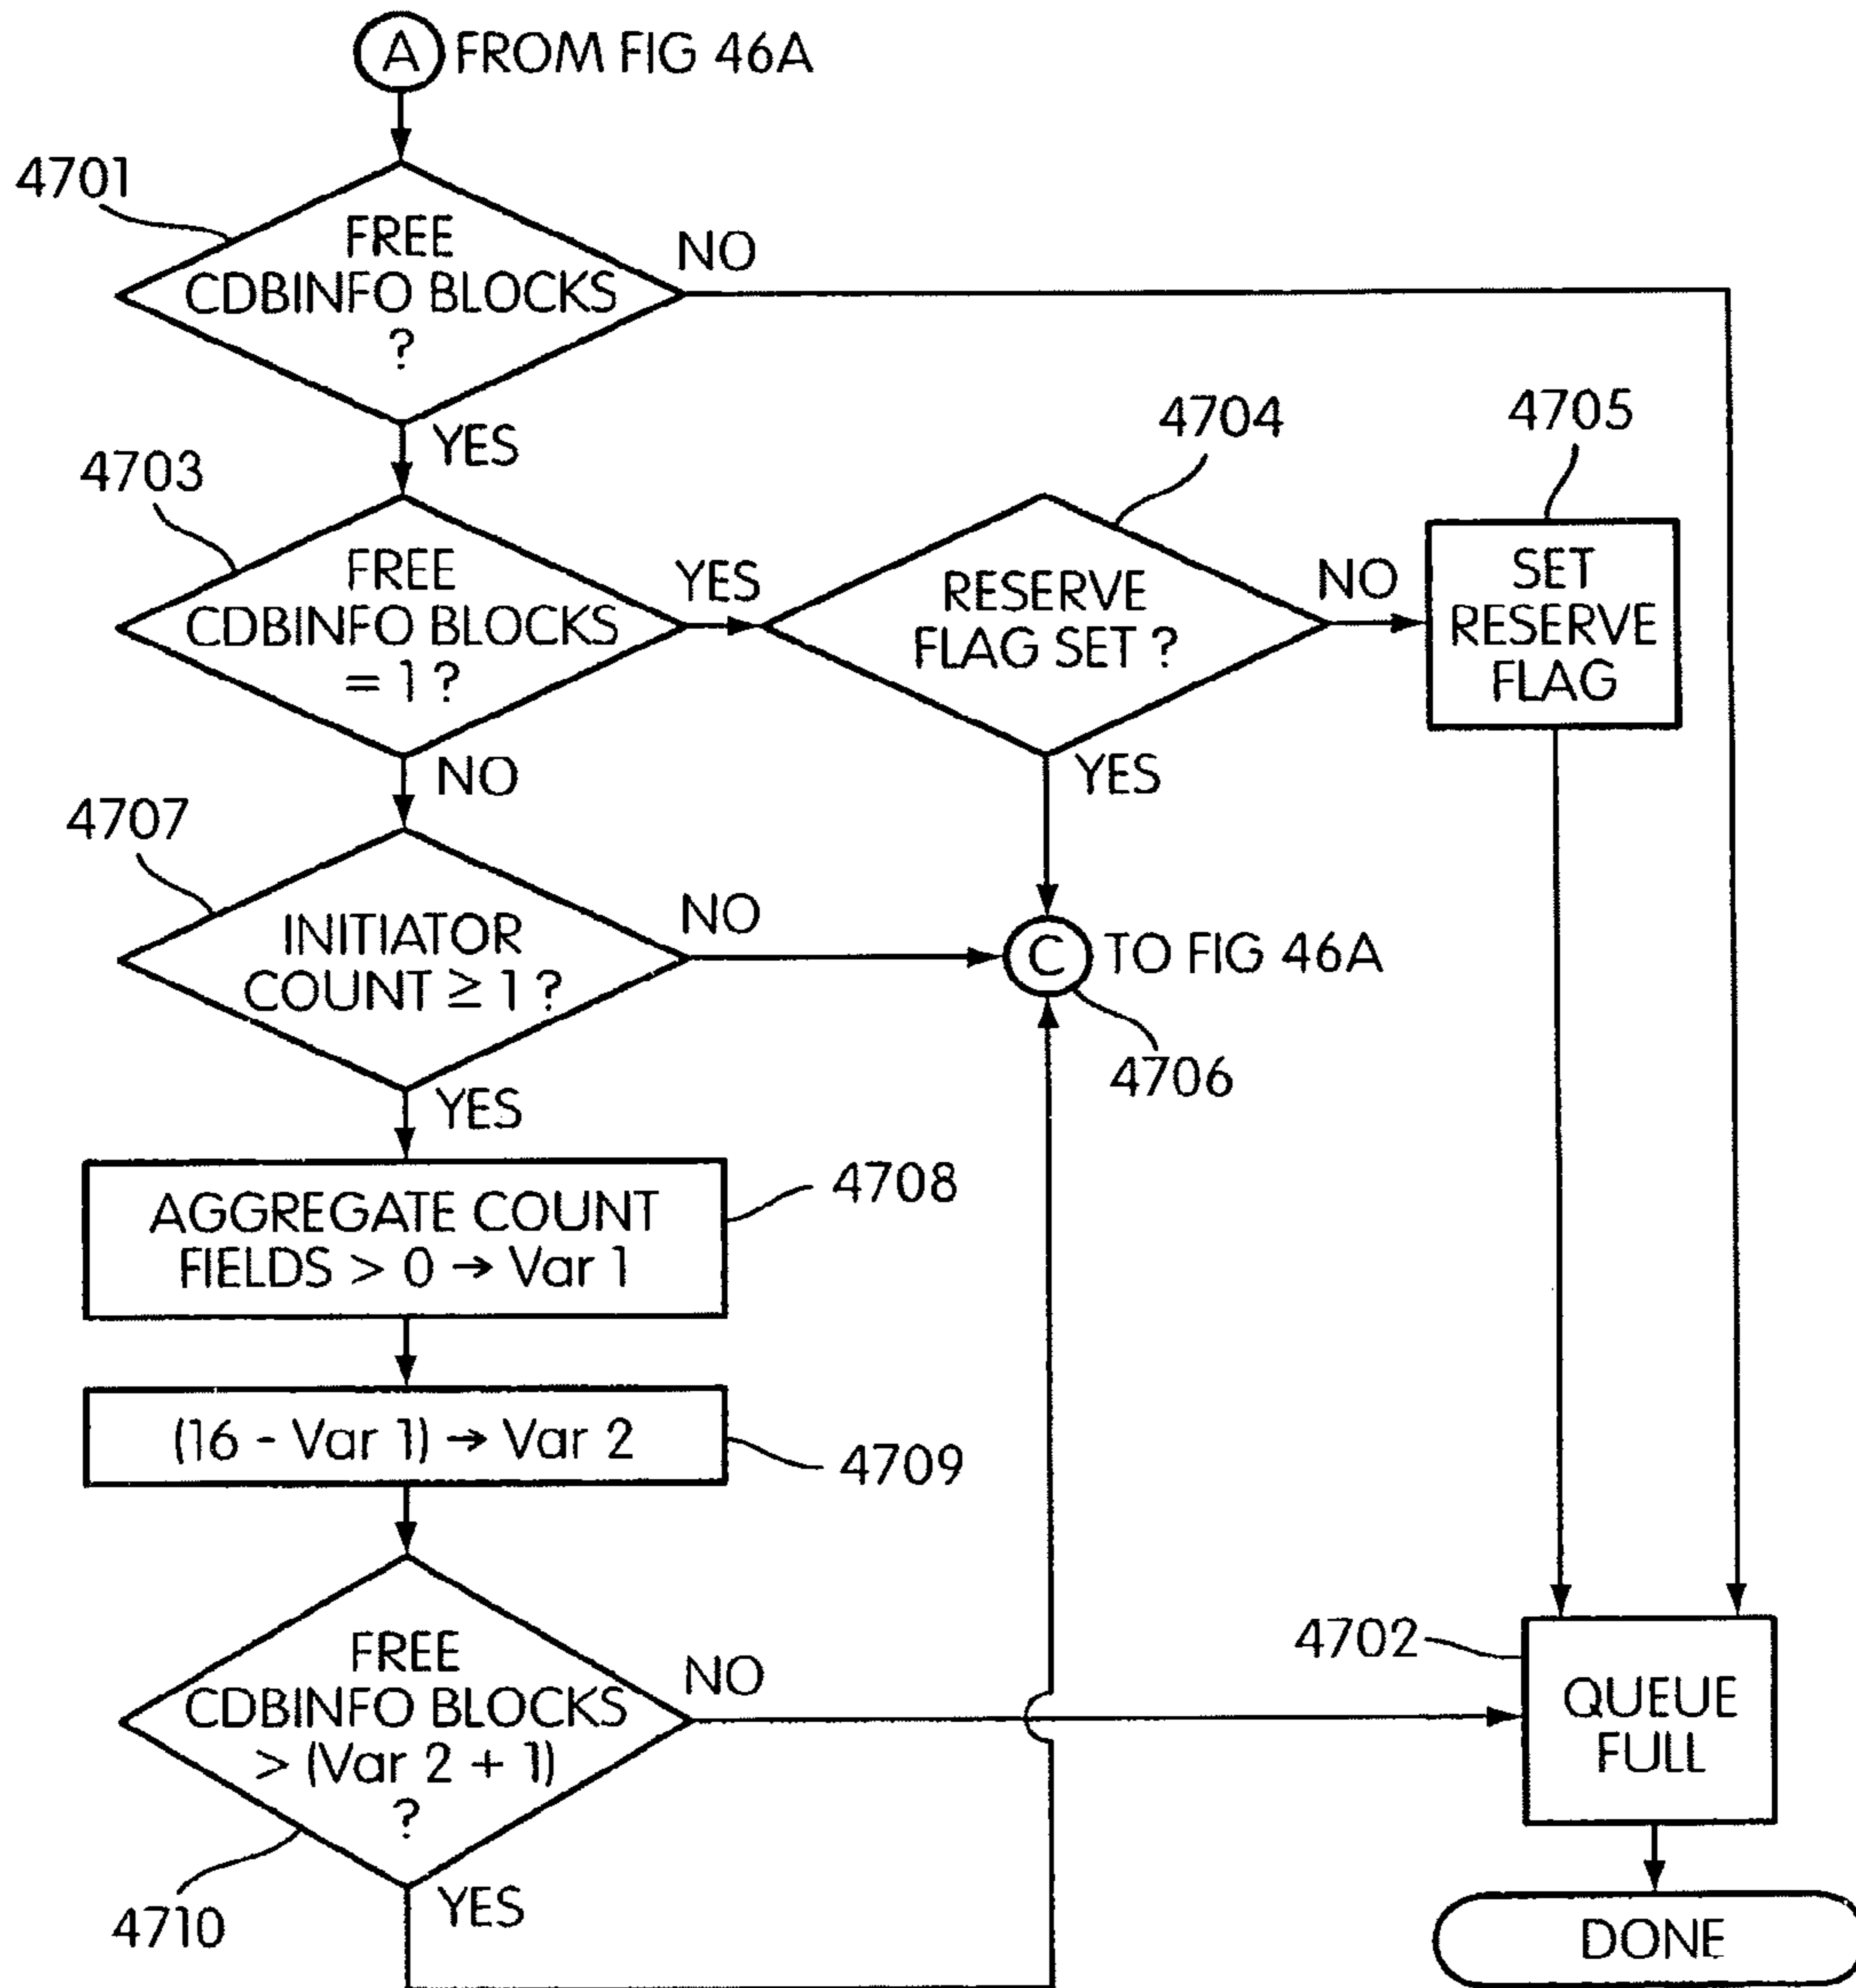 A FROM FIG 46A
4701
FREE
CDBINFO BLOCKS
?
NO
YES
4703
FREE
CDBINFO BLOCKS
= 1 ?
YES
NO
4704
RESERVE
FLAG SET ?
NO
YES
4705
SET
RESERVE
FLAG
4707
INITIATOR
COUNT ≥ 1 ?
NO
YES
C TO FIG 46A
4706
AGGREGATE COUNT
FIELDS > 0 → Var 1
4708
(16 - Var 1) → Var 2
4709
FREE
CDBINFO BLOCKS
> (Var 2 + 1)
?
NO
YES
4710
4702
QUEUE
FULL
DONE